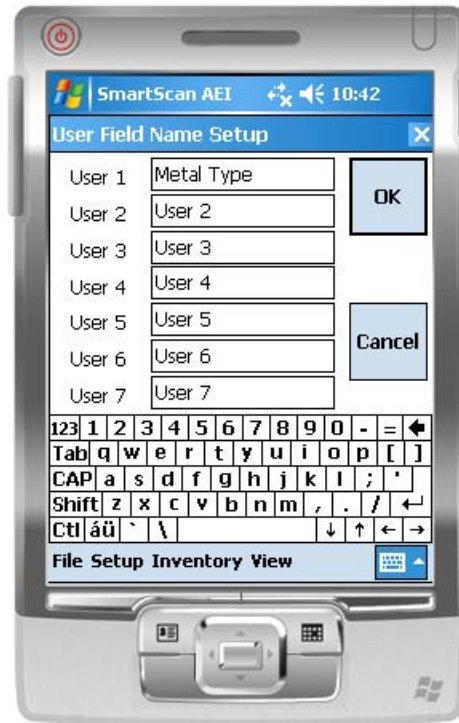 SmartScan AEI 10:42
User Field Name Setup
User 1 Metal Type
OK
User 2 User 2
User 3 User 3
User 4 User 4
User 5 User 5
Cancel
User 6 User 6
User 7 User 7
123 1 2 3 4 5 6 7 8 9 0 - =
Tab q w e r t y u i o p [ ]
CAP a s d f g h j k l ; '
Shift z x c v b n m , . /
Ctl áü ` \
File Setup Inventory View